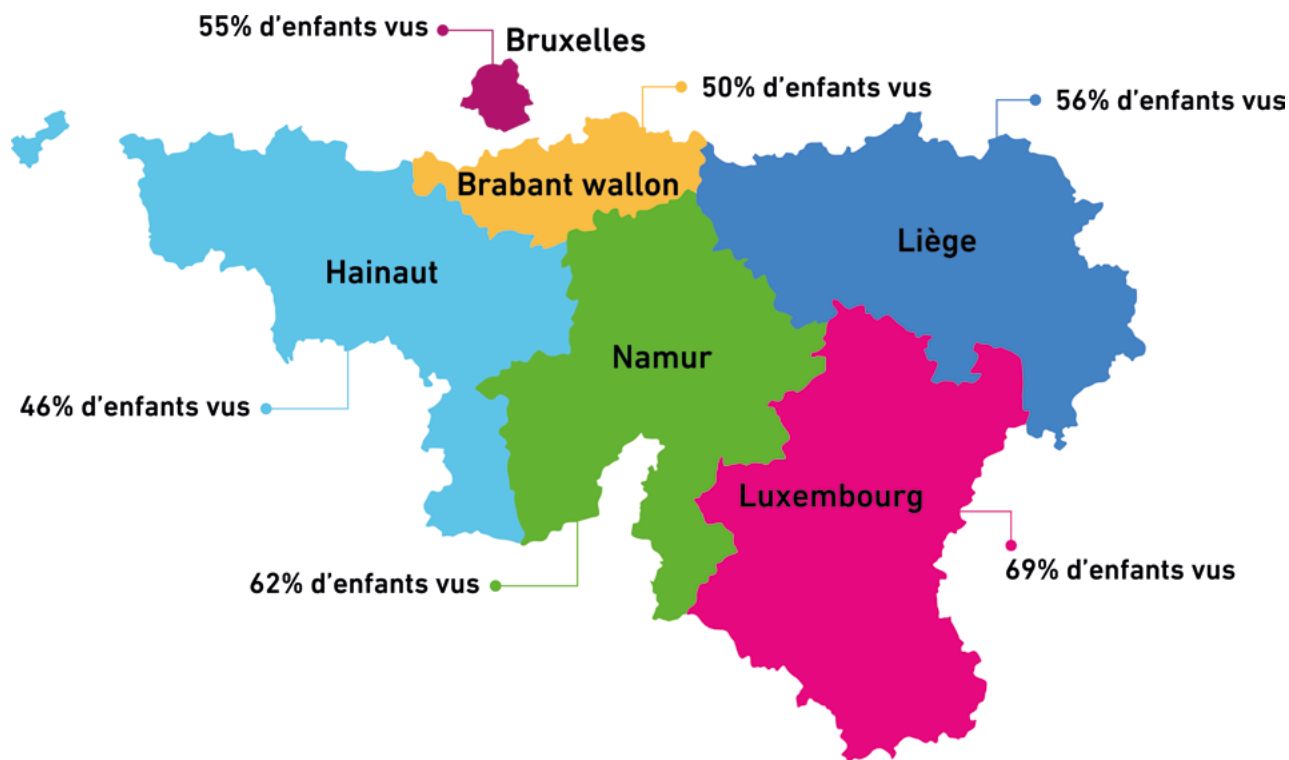 55% d'enfants vus
Bruxelles
50% d'enfants vus
56% d'enfants vus
Brabant wallon
Liège
Hainaut
Namur
46% d'enfants vus
Luxembourg
69% d'enfants vus
62% d'enfants vus